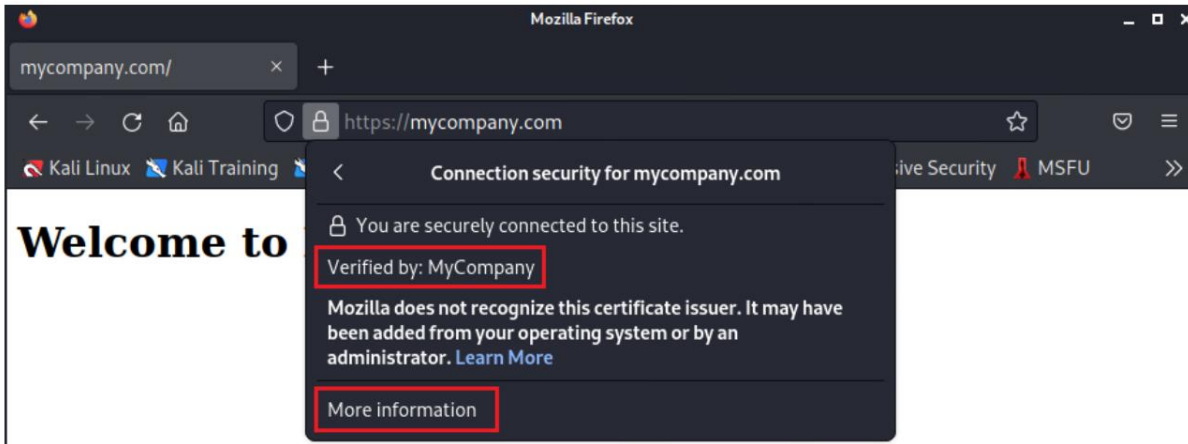 Mozilla Firefox
mycompany.com/
https://mycompany.com
Kali Linux Kali Training sive Security MSFU
Connection security for mycompany.com
Welcome to
You are securely connected to this site.
Verified by: MyCompany
Mozilla does not recognize this certificate issuer. It may have
been added from your operating system or by an
administrator. Learn More
More information